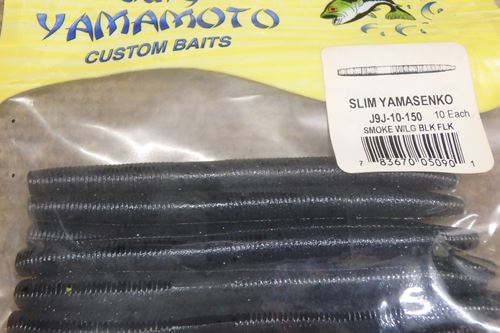 YAMAMOTO
CUSTOM BAITS
SLIM YAMASENKO
J9J-10-150 10 Each
SMOKE W/LG BLK FLK
7 83670 05090 1